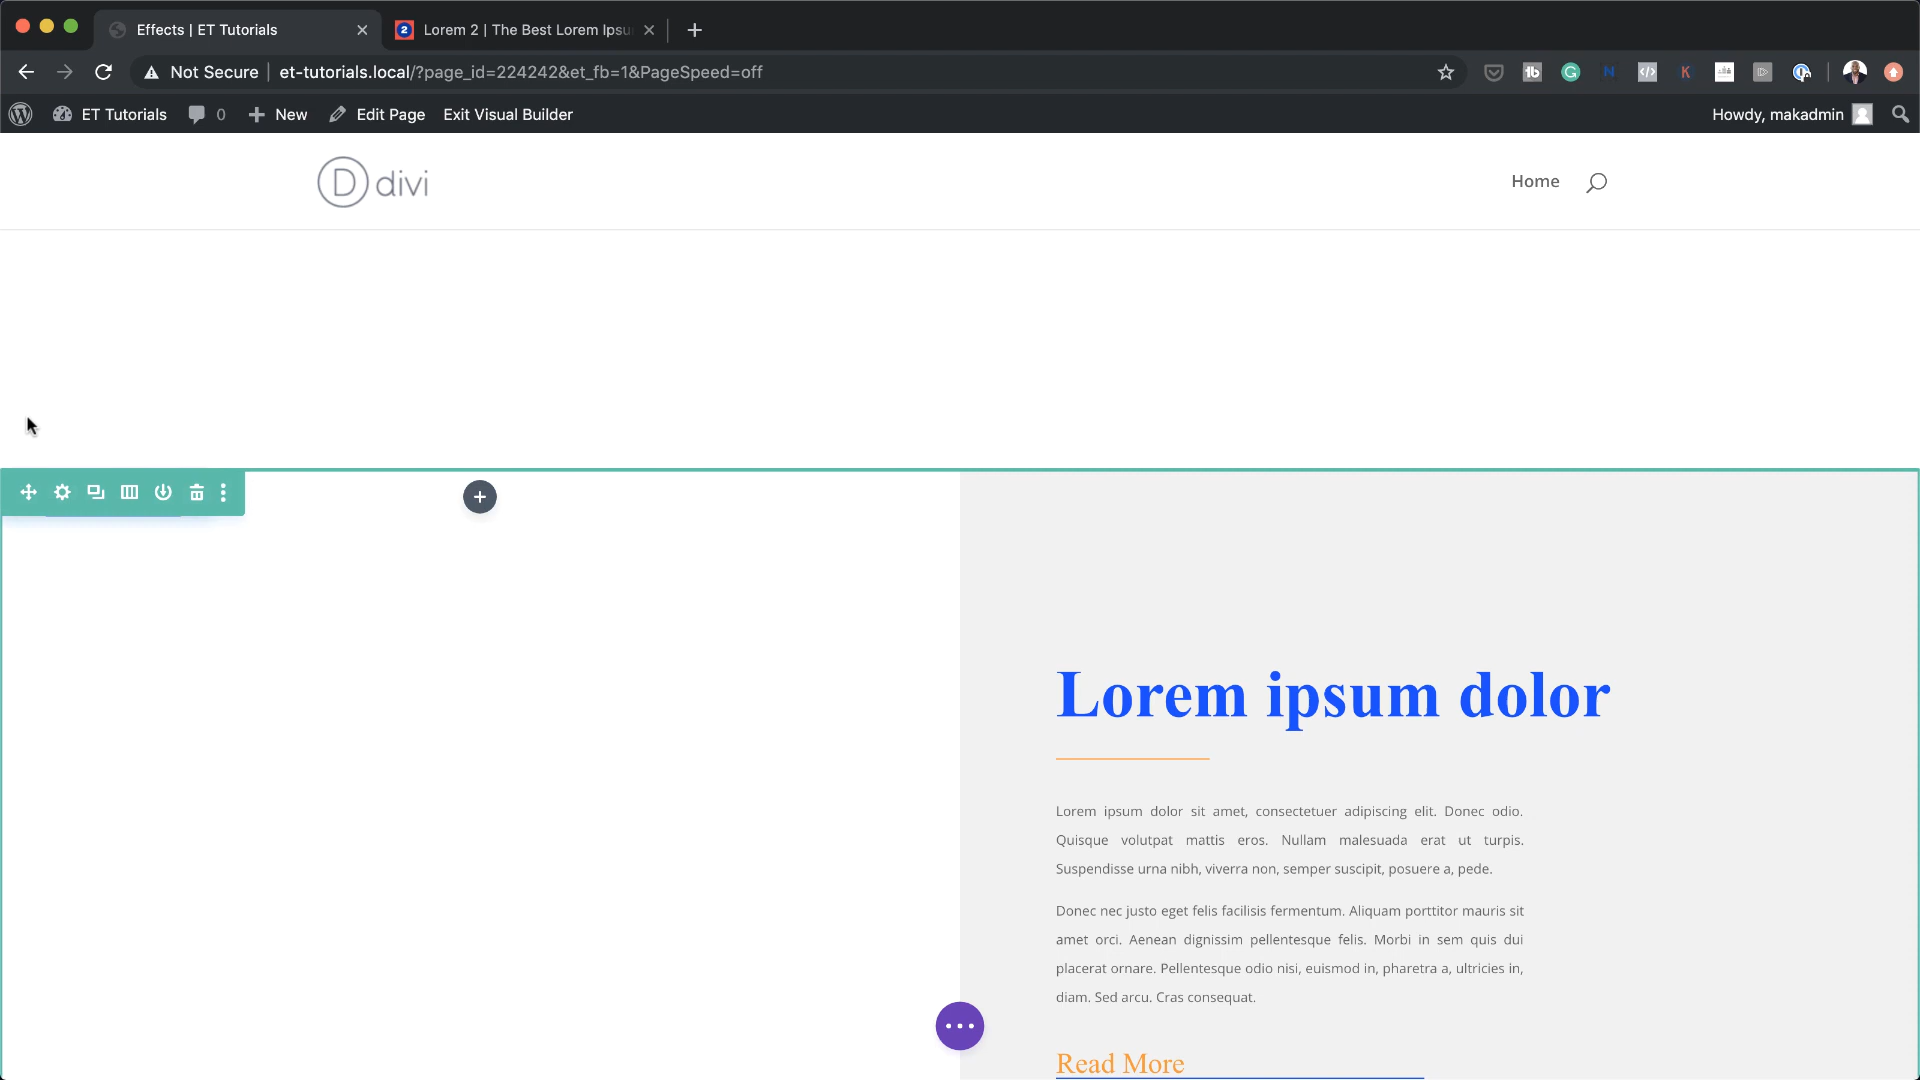 Effects | ET Tutorials
Lorem 2 | The Best Lorem Ipsu
Not Secure
et-tutorials.local/?page_id=224242&et_fb=1&PageSpeed=off
ET Tutorials
0
New
Edit Page
Exit Visual Builder
Howdy, makadmin
D divi
Home
Lorem ipsum dolor
Lorem ipsum dolor sit amet, consectetuer adipiscing elit. Donec odio.
Quisque volutpat mattis eros. Nullam malesuada erat ut turpis.
Suspendisse urna nibh, viverra non, semper suscipit, posuere a, pede.
Donec nec justo eget felis facilisis fermentum. Aliquam porttitor mauris sit
amet orci. Aenean dignissim pellentesque felis. Morbi in sem quis dui
placerat ornare. Pellentesque odio nisi, euismod in, pharetra a, ultricies in,
diam. Sed arcu. Cras consequat.
Read More